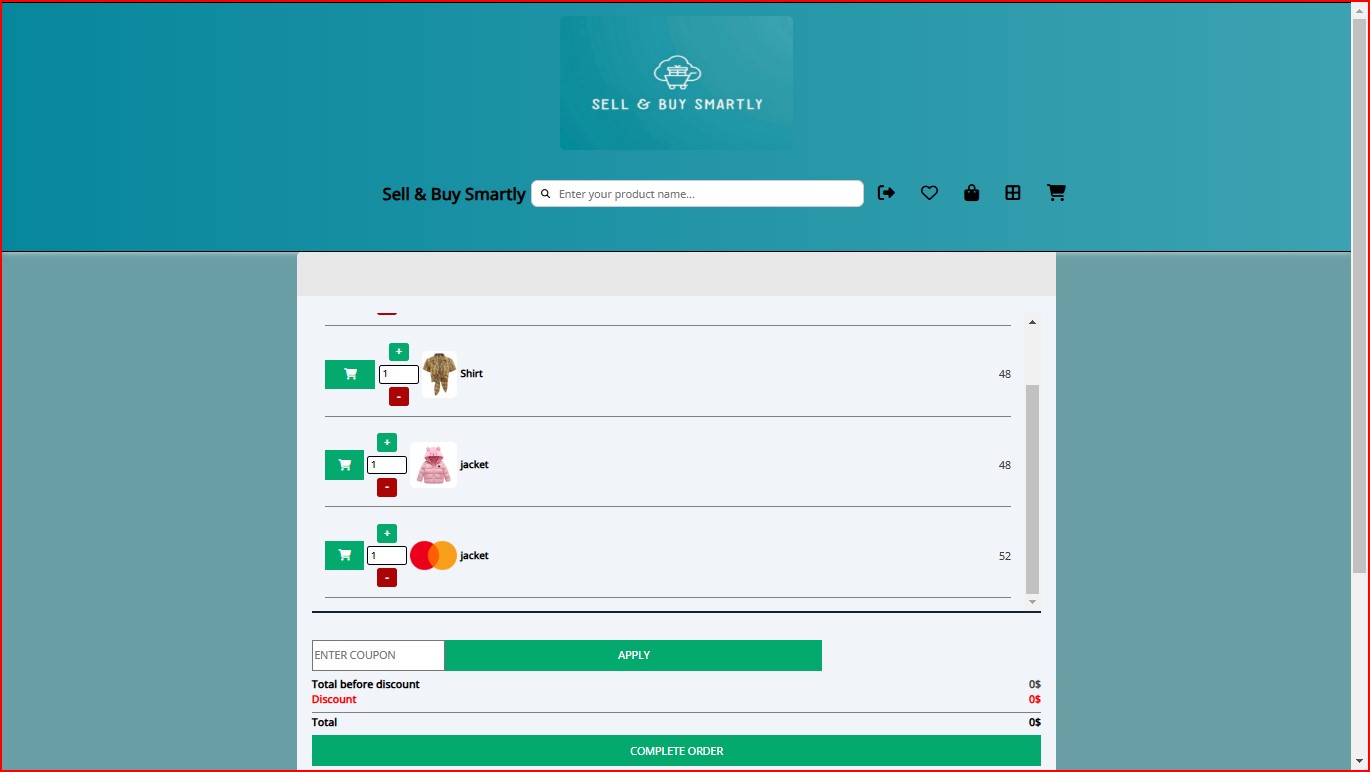 SELL & BUY SMARTLY
Sell & Buy Smartly Enter your product name...
+
1 Shirt 48
-
+
1 jacket 48
-
+
1 jacket 52
-
ENTER COUPON APPLY
Total before discount 0$
Discount 0$
Total 0$
COMPLETE ORDER